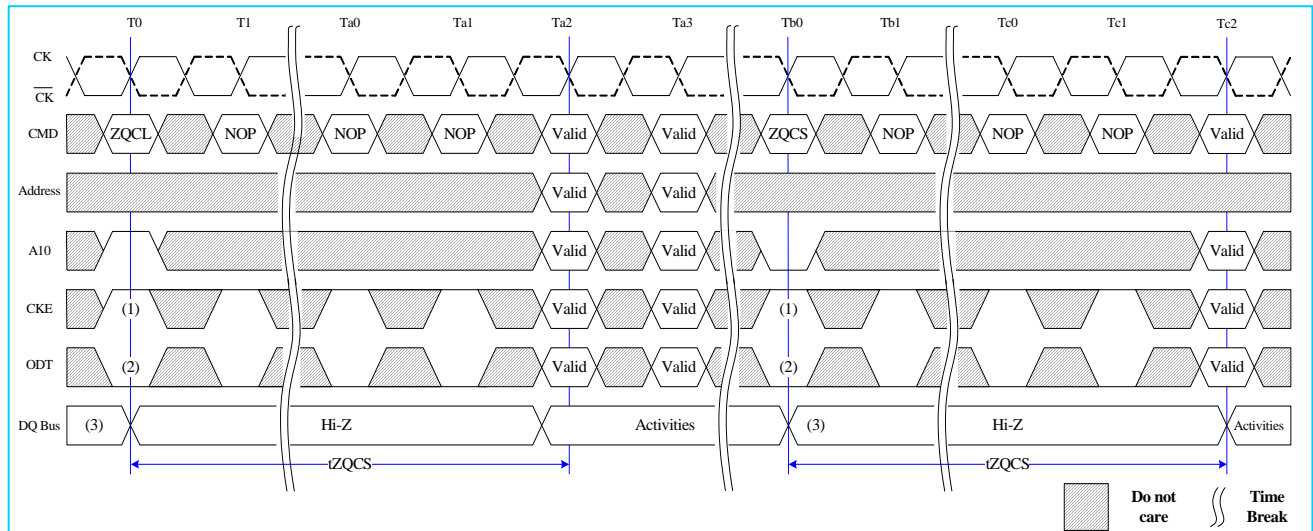 T0 T1 Ta0 Ta1 Ta2 Ta3 Tb0 Tb1 Tc0 Tc1 Tc2
CK
CK
CMD ZQCL NOP NOP NOP Valid Valid ZQCS NOP NOP NOP Valid
Address Valid Valid
A10 Valid Valid Valid
CKE (1) Valid Valid (1) Valid
ODT (2) Valid Valid (2) Valid
DQ Bus (3) Hi-Z Activities (3) Hi-Z Activities
tZQCS tZQCS
Do not care
Time Break